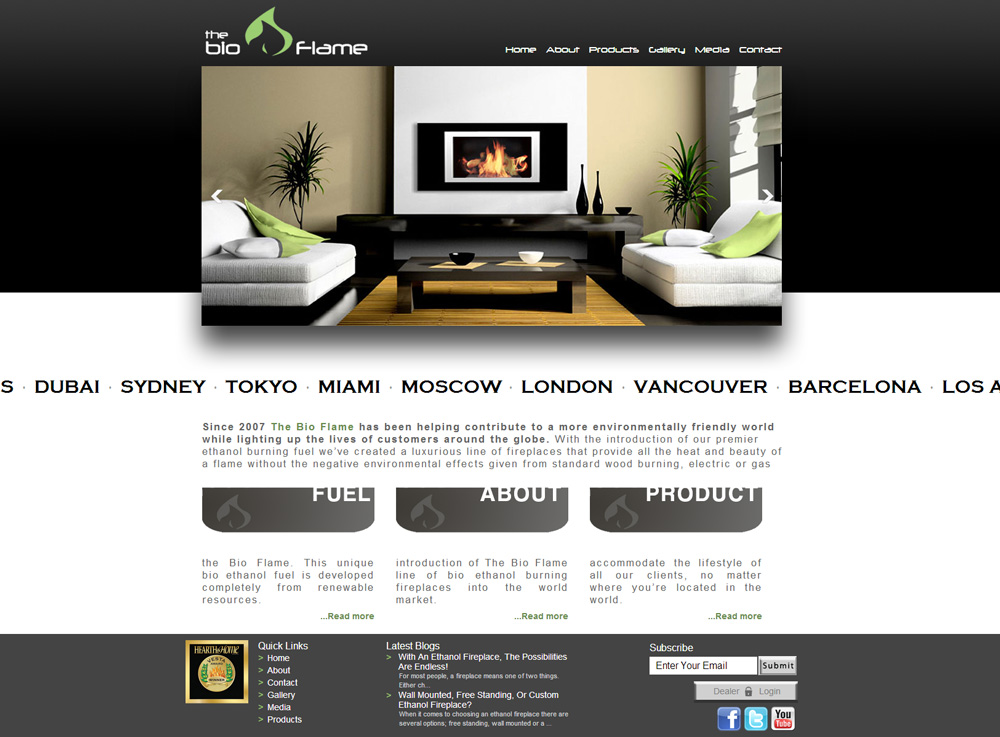 the
bio Flame
Home About Products Gallery Media Contact
S · DUBAI · SYDNEY · TOKYO · MIAMI · MOSCOW · LONDON · VANCOUVER · BARCELONA · LOS A
Since 2007 The Bio Flame has been helping contribute to a more environmentally friendly world
while lighting up the lives of customers around the globe. With the introduction of our premier
ethanol burning fuel we've created a luxurious line of fireplaces that provide all the heat and beauty of
a flame without the negative environmental effects given from standard wood burning, electric or gas
FUEL
ABOUT
PRODUCT
the Bio Flame. This unique
bio ethanol fuel is developed
completely from renewable
resources.
...Read more
introduction of The Bio Flame
line of bio ethanol burning
fireplaces into the world
market.
...Read more
accommodate the lifestyle of
all our clients, no matter
where you're located in the
world.
...Read more
HEARTH & HOME
VESTA
WINNER
Quick Links
> Home
> About
> Contact
> Gallery
> Media
> Products
Latest Blogs
> With An Ethanol Fireplace, The Possibilities
Are Endless!
For most people, a fireplace means one of two things.
Either ch...
> Wall Mounted, Free Standing, Or Custom
Ethanol Fireplace?
When it comes to choosing an ethanol fireplace there are
several options; free standing, wall mounted or a ...
Subscribe
Enter Your Email Submit
Dealer Login
f t You Tube